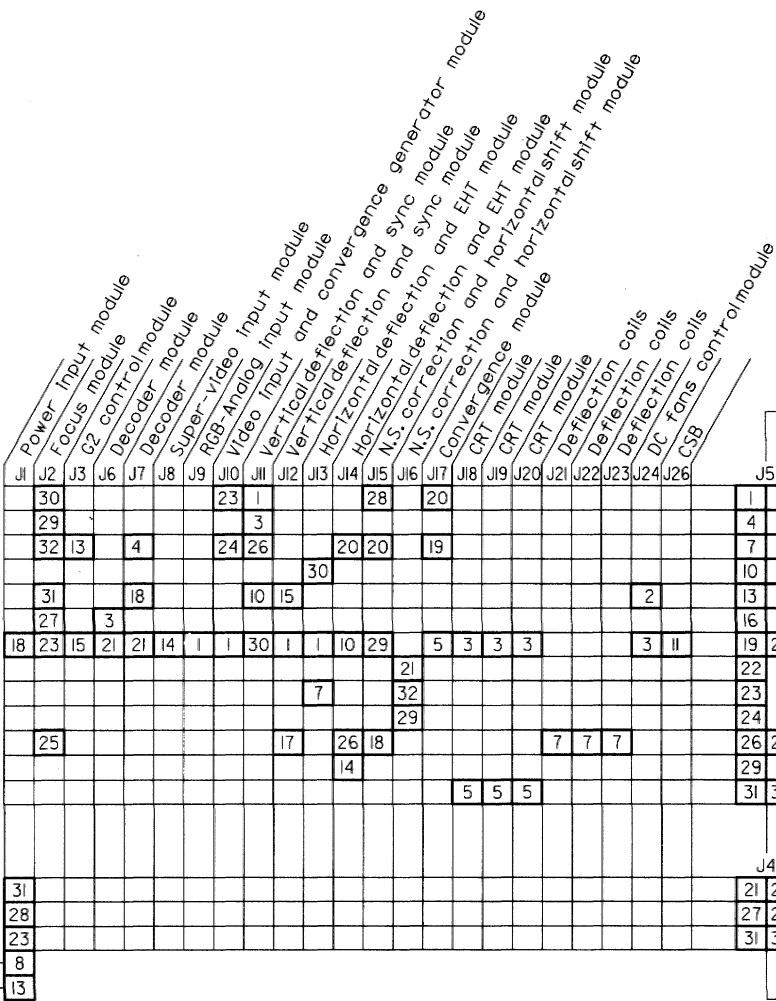 Power input module
Focus module
G2 control module
Decoder module
Decoder module
Super-video input module
RGB-Analog input module
Video input and convergence generator module
Vertical deflection and sync module
Vertical deflection and sync module
Horizontal deflection and EHT module
Horizontal deflection and EHT module
N.S. correction and horizontal shift module
N.S. correction and horizontal shift module
Convergence module
CRT module
CRT module
CRT module
Deflection coils
Deflection coils
Deflection coils
DC fans control module
CSB
J1 J2 J3 J6 J7 J8 J9 J10 J11 J12 J13 J14 J15 J16 J17 J18 J19 J20 J21 J22 J23 J24 J26 J5
30 23 1 28 20 1
29 3 4
32 13 4 24 26 20 20 19 7
30 10
31 18 10 15 2 13
27 3 16
18 23 15 21 21 14 1 1 30 1 1 10 29 5 3 3 3 3 11 19 2
21 22
7 32 23
29 24
25 17 26 18 7 7 7 26 2
14 29
5 5 5 31 3
J4
31 21 2
28 27 2
23 31 3
8
13